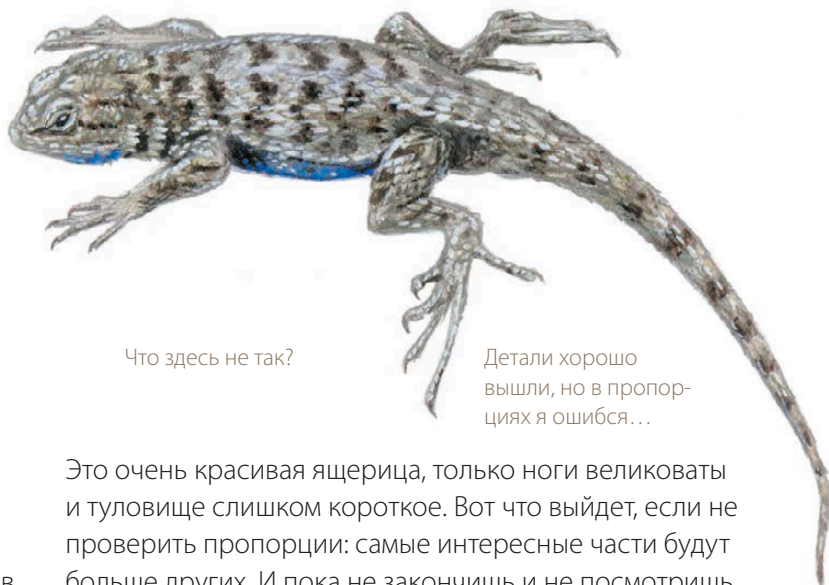 Что здесь не так?
Детали хорошо
вышли, но в пропор-
циях я ошибся...
Это очень красивая ящерица, только ноги великоваты
и туловище слишком короткое. Вот что выйдет, если не
проверить пропорции: самые интересные части будут
в
больше других. И пока не закончишь и не посмотришь